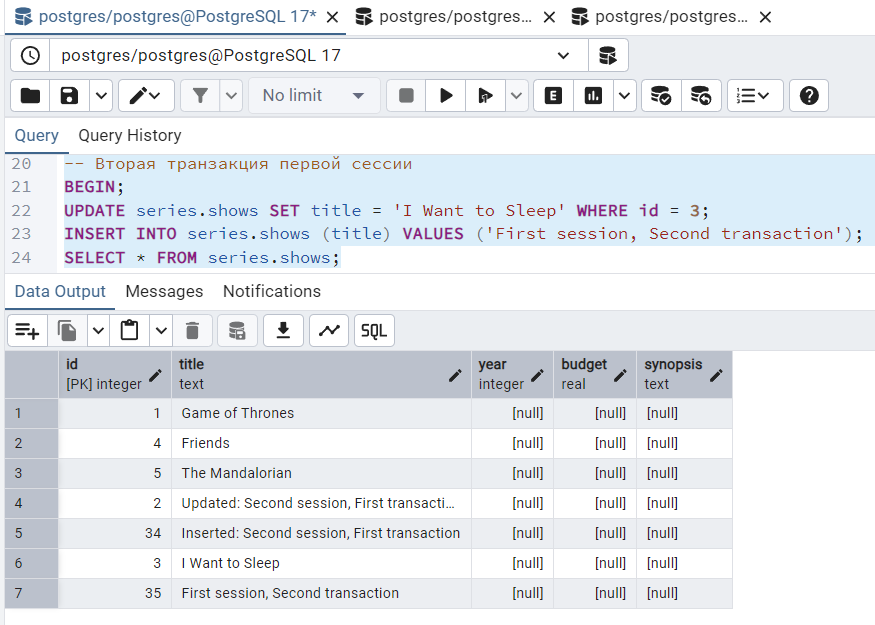 postgres/postgres@PostgreSQL 17* postgres/postgres... postgres/postgres...
postgres/postgres@PostgreSQL 17
No limit E SQL
Query Query History
20 -- Вторая транзакция первой сессии
21 BEGIN;
22 UPDATE series.shows SET title = 'I Want to Sleep' WHERE id = 3;
23 INSERT INTO series.shows (title) VALUES ('First session, Second transaction');
24 SELECT * FROM series.shows;
Data Output Messages Notifications
SQL
id title year budget synopsis
[PK] integer text integer real text
1 1 Game of Thrones [null] [null] [null]
2 4 Friends [null] [null] [null]
3 5 The Mandalorian [null] [null] [null]
4 2 Updated: Second session, First transacti... [null] [null] [null]
5 34 Inserted: Second session, First transaction [null] [null] [null]
6 3 I Want to Sleep [null] [null] [null]
7 35 First session, Second transaction [null] [null] [null]